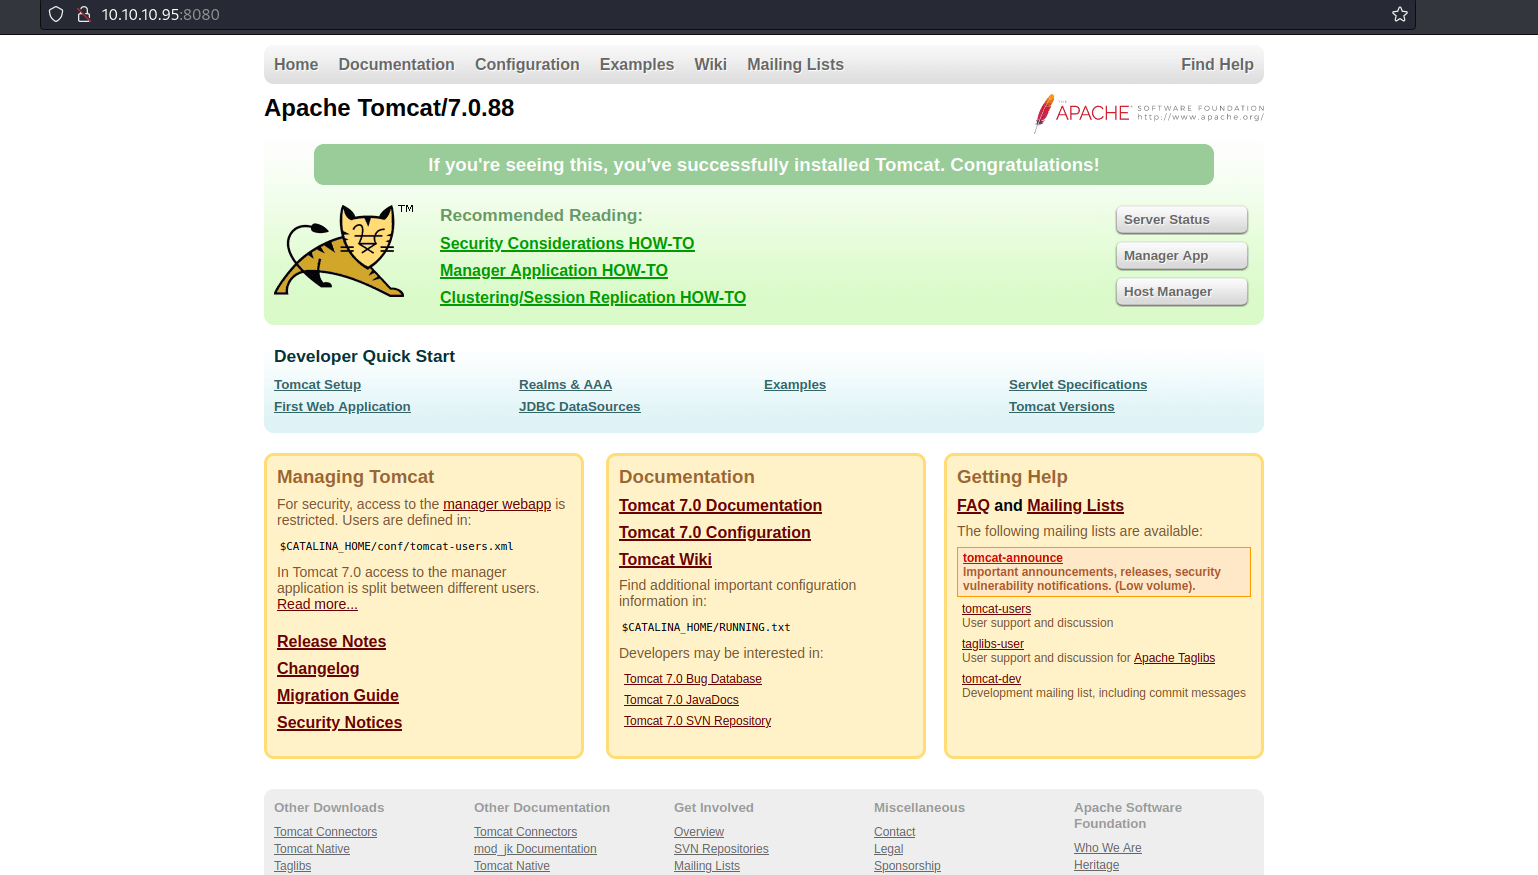 10.10.10.95:8080
Home Documentation Configuration Examples Wiki Mailing Lists Find Help
Apache Tomcat/7.0.88
THE APACHE SOFTWARE FOUNDATION
http://www.apache.org/
If you're seeing this, you've successfully installed Tomcat. Congratulations!
TM
Recommended Reading:
Security Considerations HOW-TO
Manager Application HOW-TO
Clustering/Session Replication HOW-TO
Server Status
Manager App
Host Manager
Developer Quick Start
Tomcat Setup
First Web Application
Realms & AAA
JDBC DataSources
Examples
Servlet Specifications
Tomcat Versions
Managing Tomcat
For security, access to the manager webapp is
restricted. Users are defined in:
$CATALINA_HOME/conf/tomcat-users.xml
In Tomcat 7.0 access to the manager
application is split between different users.
Read more...
Release Notes
Changelog
Migration Guide
Security Notices
Documentation
Tomcat 7.0 Documentation
Tomcat 7.0 Configuration
Tomcat Wiki
Find additional important configuration
information in:
$CATALINA_HOME/RUNNING.txt
Developers may be interested in:
Tomcat 7.0 Bug Database
Tomcat 7.0 JavaDocs
Tomcat 7.0 SVN Repository
Getting Help
FAQ and Mailing Lists
The following mailing lists are available:
tomcat-announce
Important announcements, releases, security
vulnerability notifications. (Low volume).
tomcat-users
User support and discussion
taglibs-user
User support and discussion for Apache Taglibs
tomcat-dev
Development mailing list, including commit messages
Other Downloads
Tomcat Connectors
Tomcat Native
Taglibs
Other Documentation
Tomcat Connectors
mod_jk Documentation
Tomcat Native
Get Involved
Overview
SVN Repositories
Mailing Lists
Miscellaneous
Contact
Legal
Sponsorship
Apache Software
Foundation
Who We Are
Heritage